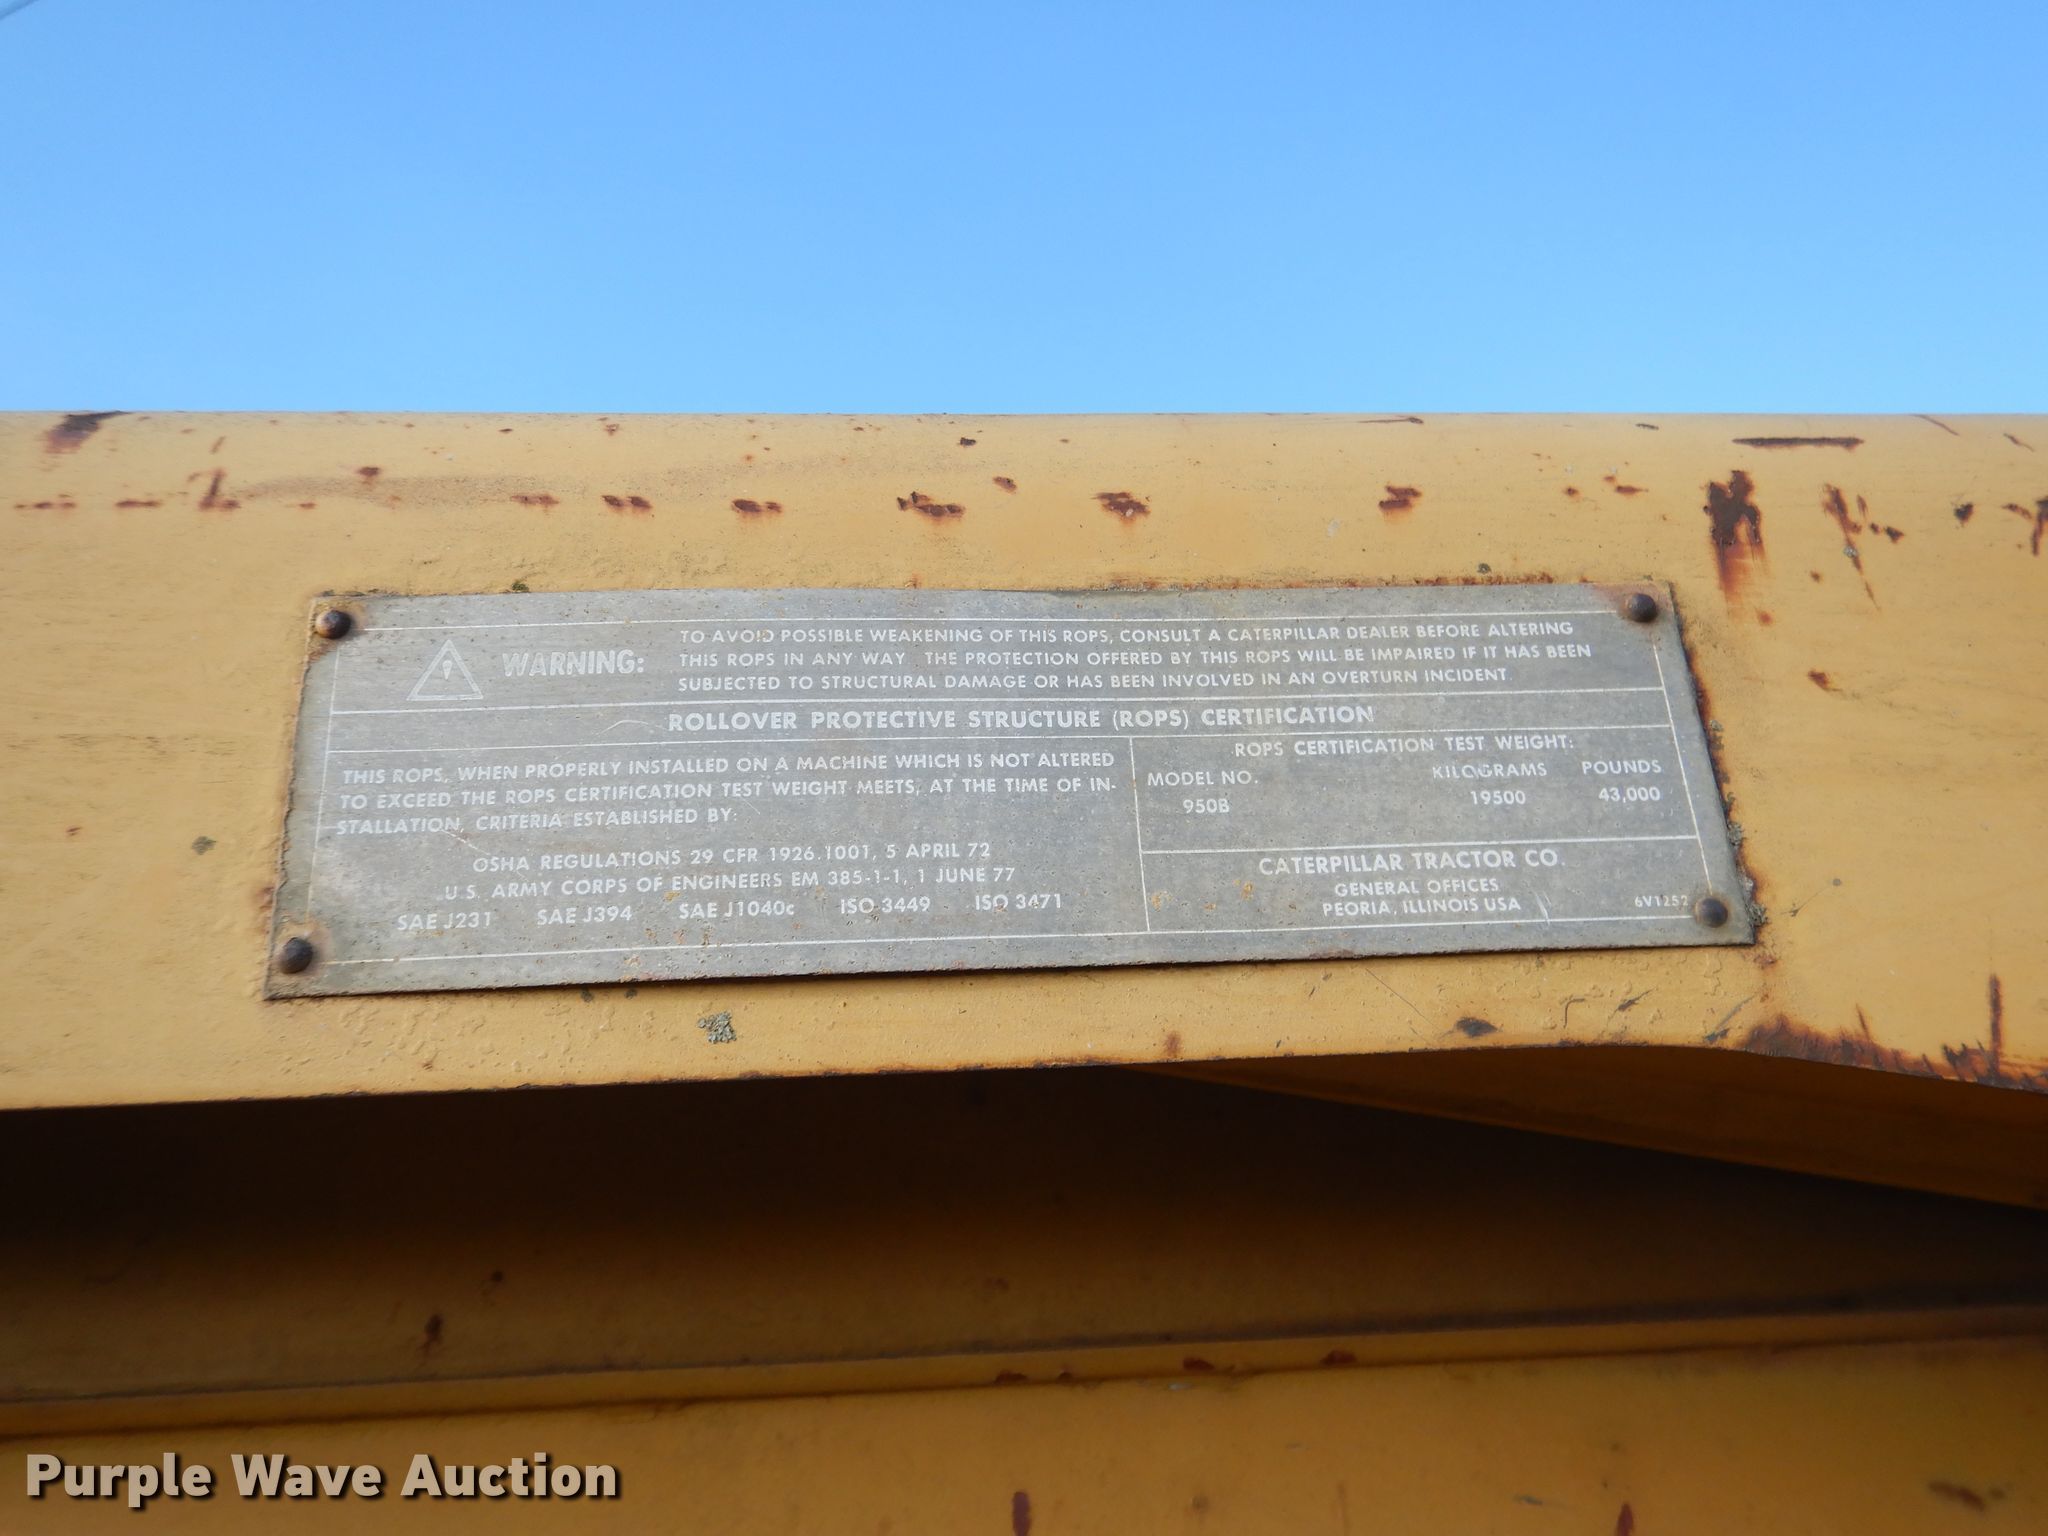 WARNING:
TO AVOID POSSIBLE WEAKENING OF THIS ROPS, CONSULT A CATERPILLAR DEALER BEFORE ALTERING
THIS ROPS IN ANY WAY THE PROTECTION OFFERED BY THIS ROPS WILL BE IMPAIRED IF IT HAS BEEN
SUBJECTED TO STRUCTURAL DAMAGE OR HAS BEEN INVOLVED IN AN OVERTURN INCIDENT.
ROLLOVER PROTECTIVE STRUCTURE (ROPS) CERTIFICATION
THIS ROPS, WHEN PROPERLY INSTALLED ON A MACHINE WHICH IS NOT ALTERED
TO EXCEED THE ROPS CERTIFICATION TEST WEIGHT MEETS, AT THE TIME OF IN-
STALLATION, CRITERIA ESTABLISHED BY:
OSHA REGULATIONS 29 CFR 1926.1001, 5 APRIL 72
U.S. ARMY CORPS OF ENGINEERS EM 385-1-1, 1 JUNE 77
SAE J231 SAE J394 SAE J1040c ISO 3449 ISO 3471
ROPS CERTIFICATION TEST WEIGHT:
MODEL NO. KILOGRAMS POUNDS
950B 19500 43,000
CATERPILLAR TRACTOR CO.
GENERAL OFFICES
PEORIA, ILLINOIS USA
6V1252
Purple Wave Auction